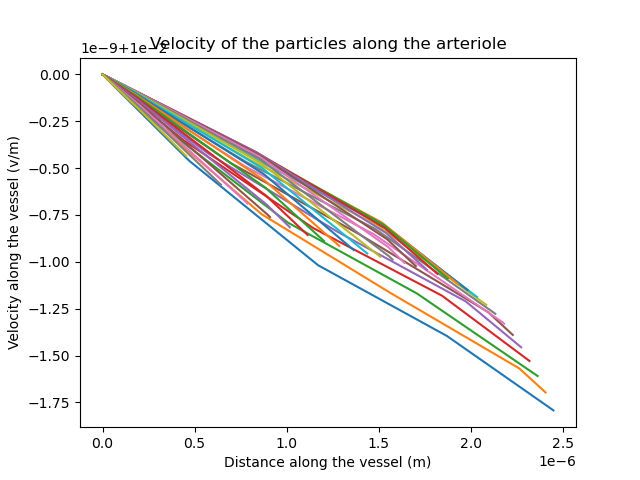 Velocity of the particles along the arteriole
1e−9+1e−2
0.00
−0.25
−0.50
−0.75
−1.00
−1.25
−1.50
−1.75
Velocity along the vessel (v/m)
0.0 0.5 1.0 1.5 2.0 2.5
1e−6
Distance along the vessel (m)